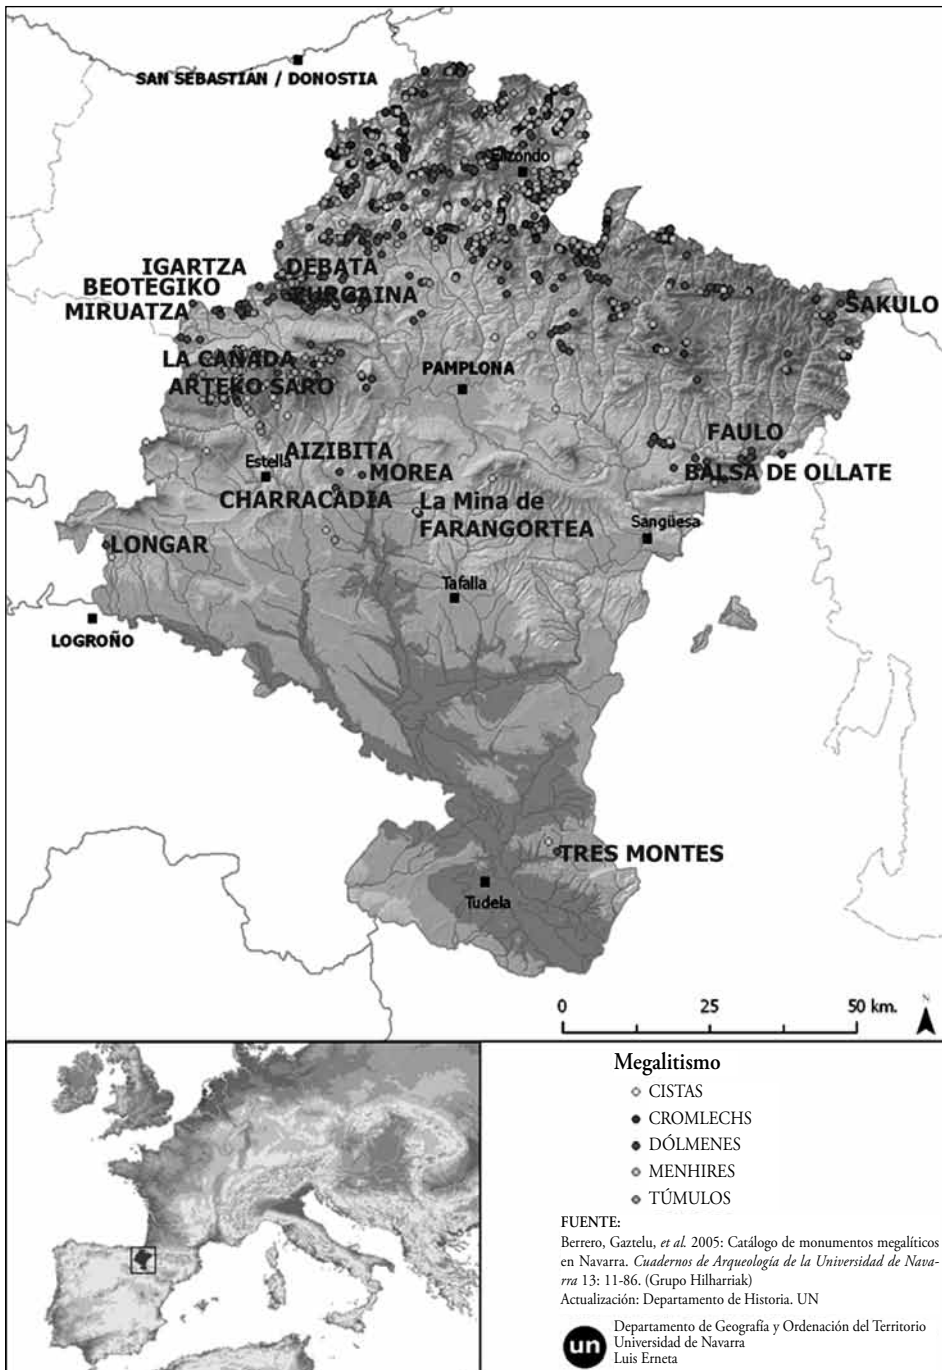 SAN SEBASTIÁN / DONOSTIA
Elizondo
IGARTZA
DEBATA
BEOTEGIKO
ZURGAINA
MIRUATZA
SAKULO
LA CAÑADA
PAMPLONA
ARTEKO SARO
FAULO
AIZIBITA
Estella
MOREA
BALSA DE OLLATE
CHARRACADIA
La Mina de
FARANGORTEA
Sangüesa
LONGAR
Tafalla
LOGROÑO
TRES MONTES
Tudela
0 25 50 km.
N
Megalitismo
CISTAS
CROMLECHS
DÓLMENES
MENHIRES
TÚMULOS
FUENTE:
Berrero, Gaztelu, et al. 2005: Catálogo de monumentos megalíticos
en Navarra. Cuadernos de Arqueología de la Universidad de Nava-
rra 13: 11-86. (Grupo Hilharriak)
Actualización: Departamento de Historia. UN
un
Departamento de Geografía y Ordenación del Territorio
Universidad de Navarra
Luis Erneta